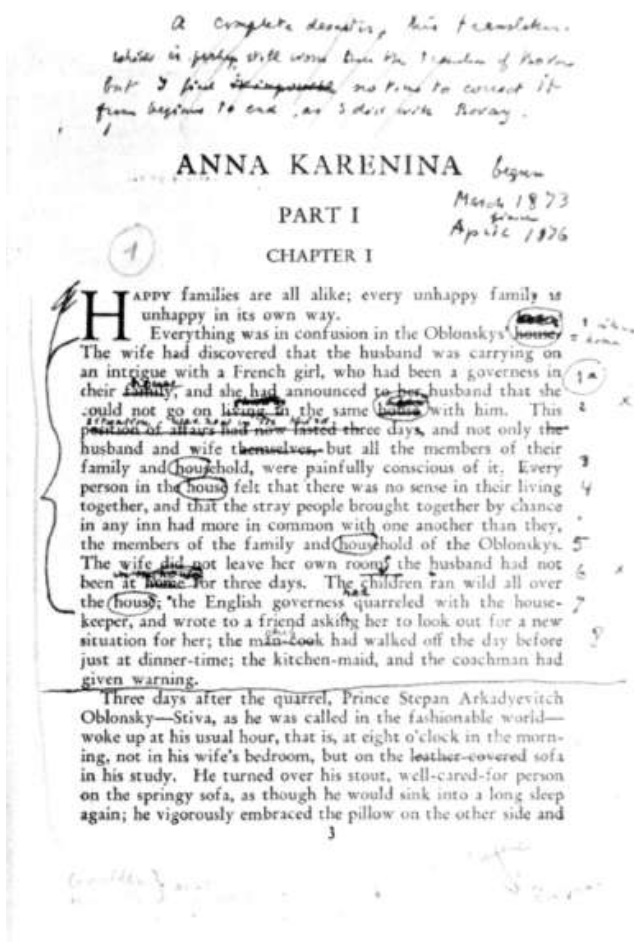 A complete disaster, this translation.
but I find no time to correct it
from beginning to end, as I did with Bovary.
ANNA KARENINA begun
March 1873
PART I
April 1876
1
CHAPTER I
HAPPY families are all alike; every unhappy family is
unhappy in its own way.
Everything was in confusion in the Oblonskys' house.
The wife had discovered that the husband was carrying on
an intrigue with a French girl, who had been a governess in
their family, and she had announced to her husband that she
could not go on living in the same house with him. This
position of affairs had now lasted three days, and not only the
husband and wife themselves, but all the members of their
family and household, were painfully conscious of it. Every 3
person in the house felt that there was no sense in their living 4
together, and that the stray people brought together by chance
in any inn had more in common with one another than they,
the members of the family and household of the Oblonskys. 5
The wife did not leave her own room, the husband had not 6 x
been at home for three days. The children ran wild all over
the house; the English governess had quarreled with the house- 7
keeper, and wrote to a friend asking her to look out for a new
situation for her; the man-cook had walked off the day before 8
just at dinner-time; the kitchen-maid, and the coachman had
given warning.
Three days after the quarrel, Prince Stepan Arkadyevitch
Oblonsky—Stiva, as he was called in the fashionable world—
woke up at his usual hour, that is, at eight o'clock in the morn-
ing, not in his wife's bedroom, but on the leather-covered sofa
in his study. He turned over his stout, well-cared-for person
on the springy sofa, as though he would sink into a long sleep
again; he vigorously embraced the pillow on the other side and
3